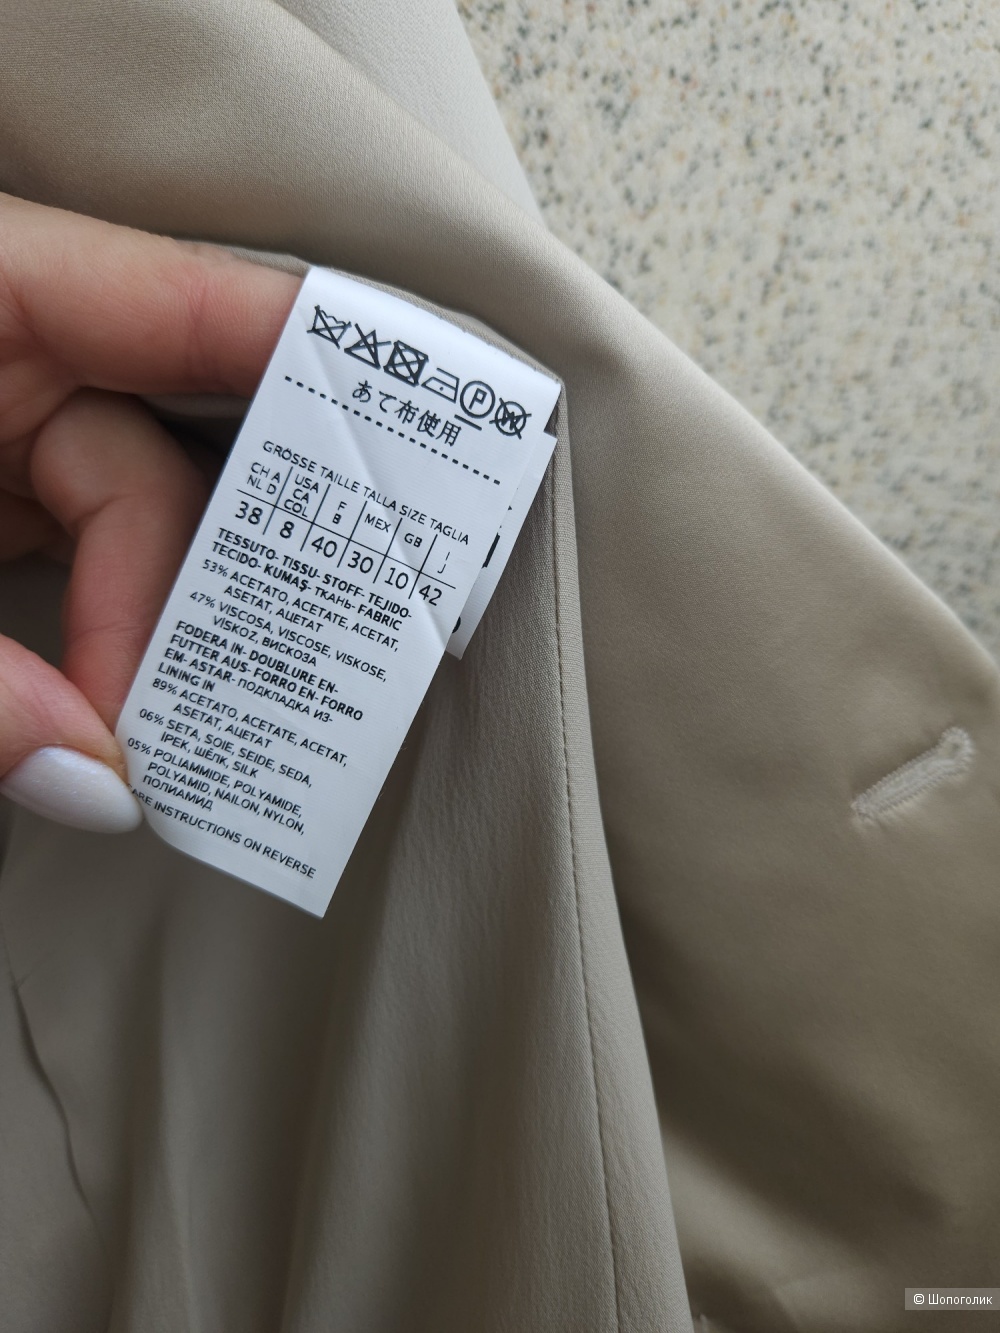 P
W
あて布使用
GRÖSSE TAILLE TALLA SIZE TAGLIA
CH A NL D USA CA COL F B MEX GB I J
38 8 40 30 10 42
TESSUTO- TISSU- STOFF- TEJIDO-
TECIDO- KUMAŞ- ТКАНЬ- FABRIC
53% ACETATO, ACETATE, ACETAT,
ASETAT, АЦЕТАТ
47% VISCOSA, VISCOSE, VISKOSE,
VISKOZ, ВИСКОЗА
FODERA IN- DOUBLURE EN-
FUTTER AUS- FORRO EN- FORRO
EM- ASTAR- ПОДКЛАДКА ИЗ-
LINING IN
89% ACETATO, ACETATE, ACETAT,
ASETAT, АЦЕТАТ
06% SETA, SOIE, SEIDE, SEDA,
IPEK, ШЁЛК, SILK
05% POLIAMMIDE, POLYAMIDE,
POLYAMID, NAILON, NYLON,
ПОЛИАМИД
CARE INSTRUCTIONS ON REVERSE
© Шопоголик